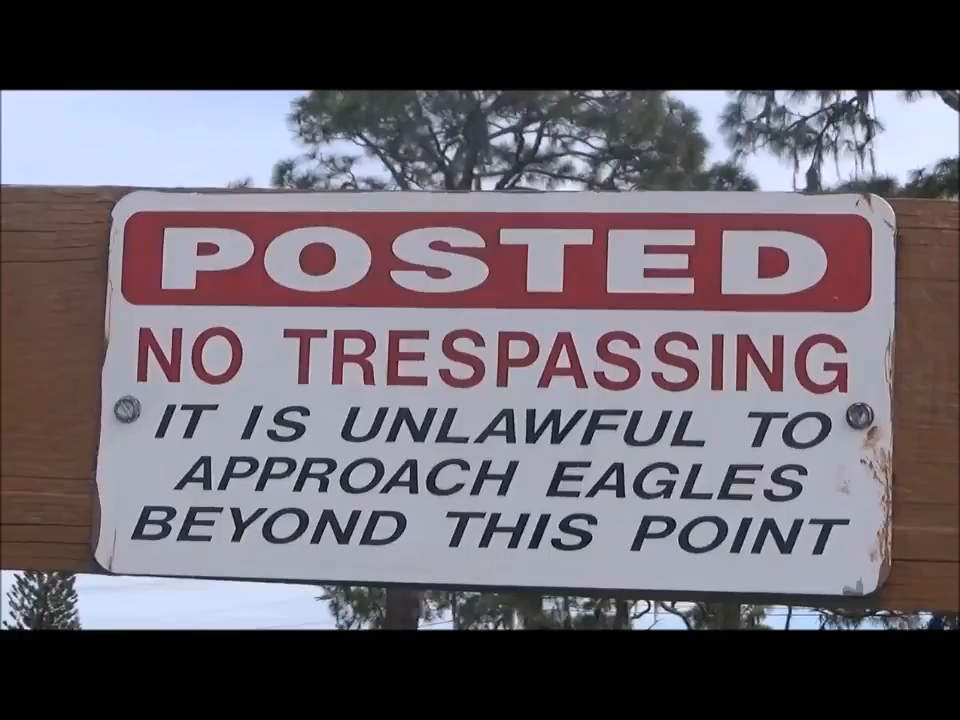 POSTED
NO TRESPASSING
IT IS UNLAWFUL TO
APPROACH EAGLES
BEYOND THIS POINT